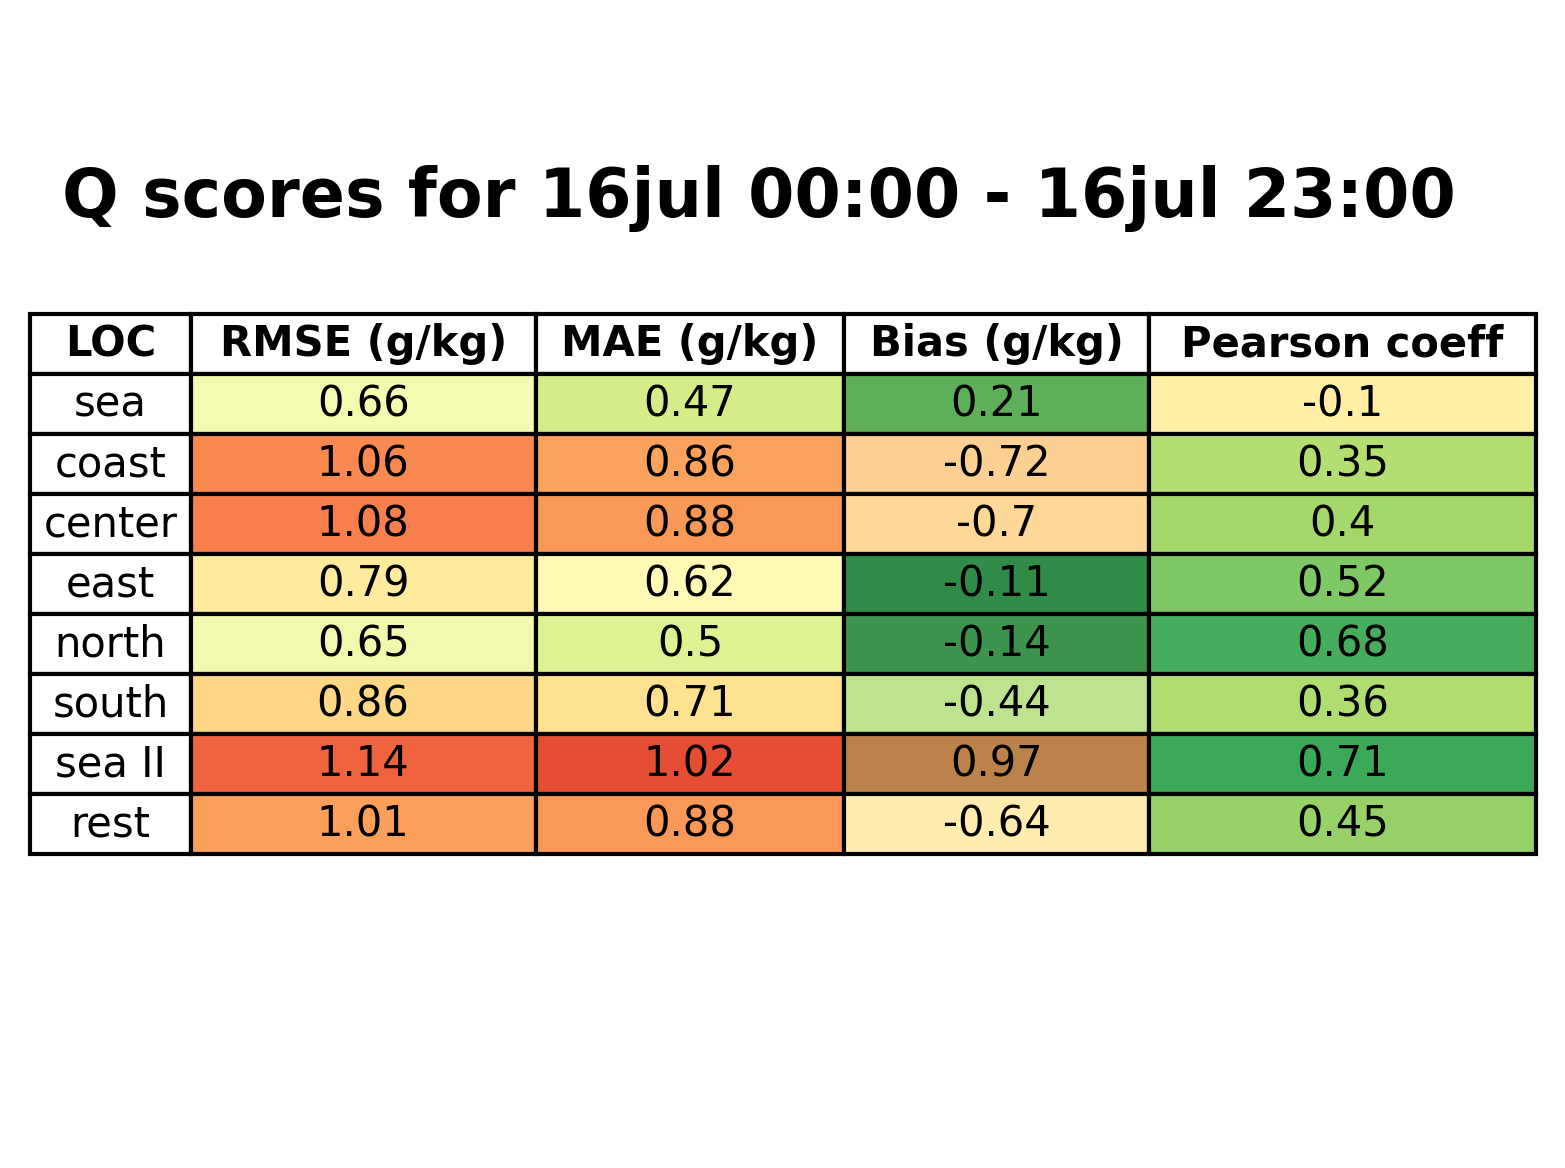 Q scores for 16jul 00:00 - 16jul 23:00
LOC RMSE (g/kg) MAE (g/kg) Bias (g/kg) Pearson coeff
sea 0.66 0.47 0.21 -0.1
coast 1.06 0.86 -0.72 0.35
center 1.08 0.88 -0.7 0.4
east 0.79 0.62 -0.11 0.52
north 0.65 0.5 -0.14 0.68
south 0.86 0.71 -0.44 0.36
sea II 1.14 1.02 0.97 0.71
rest 1.01 0.88 -0.64 0.45